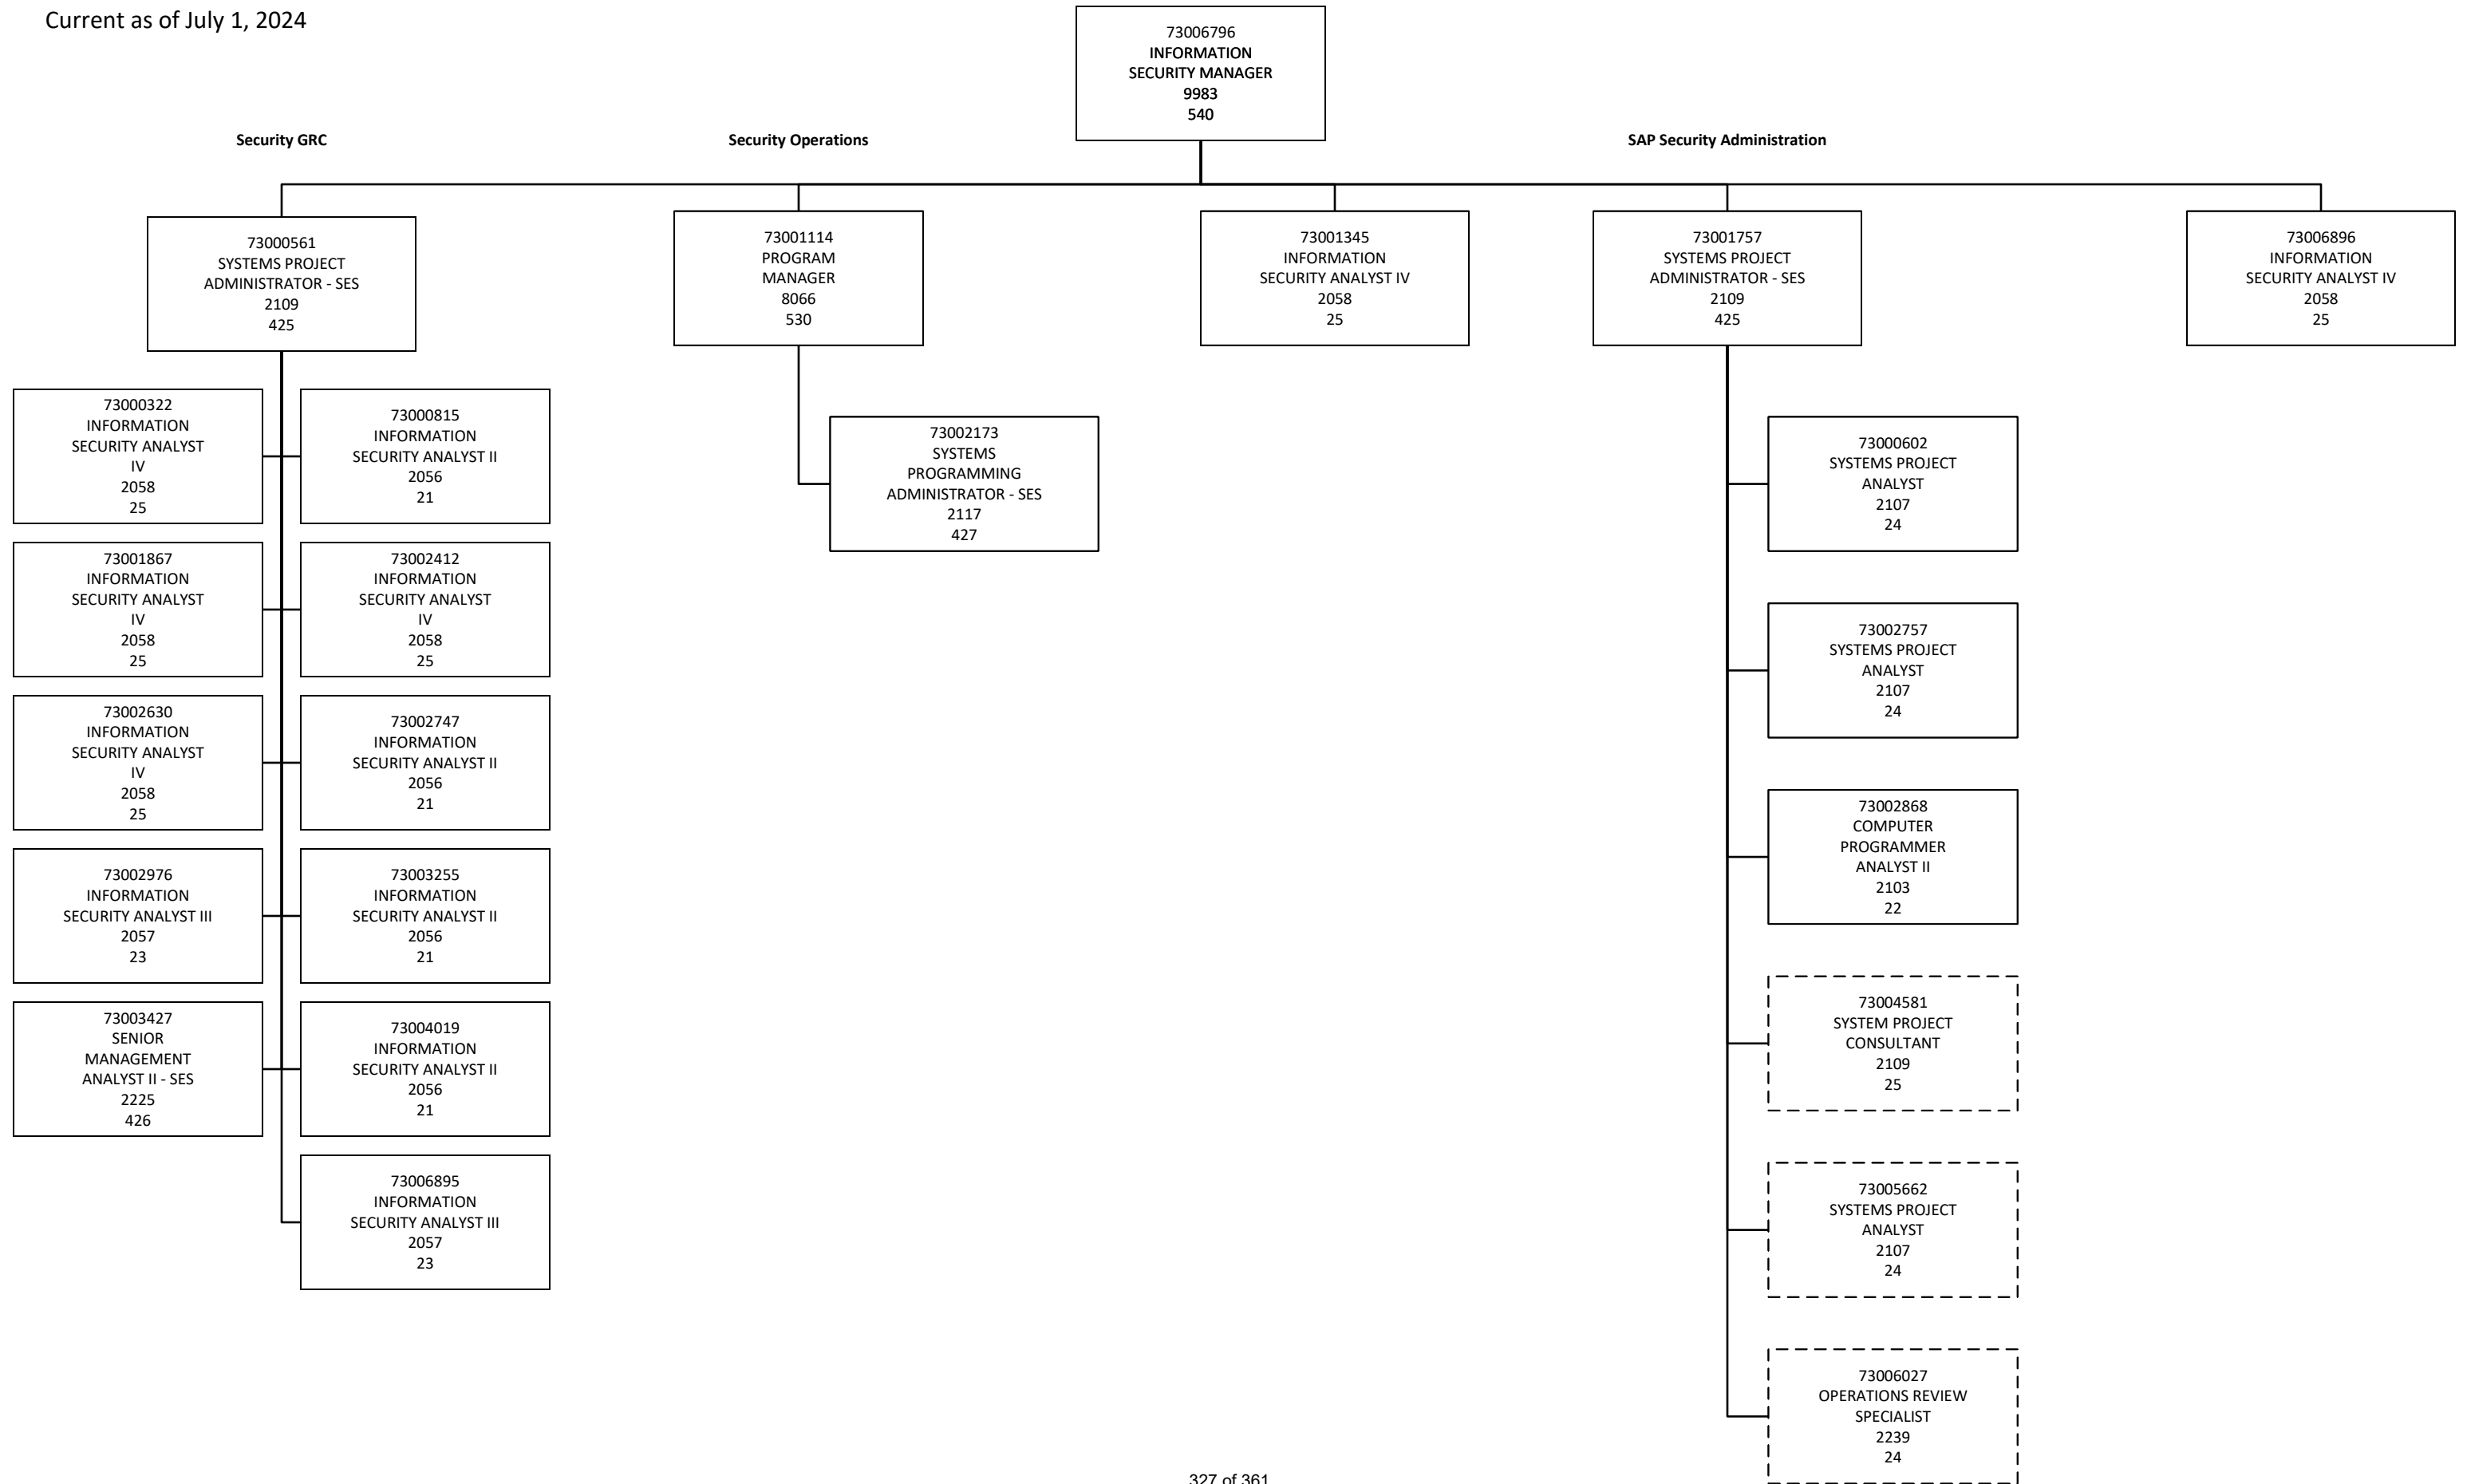 Current as of July 1, 2024
73006796
INFORMATION
SECURITY MANAGER
9983
540
Security GRC
Security Operations
SAP Security Administration
73000561
SYSTEMS PROJECT
ADMINISTRATOR - SES
2109
425
73001114
PROGRAM
MANAGER
8066
530
73001345
INFORMATION
SECURITY ANALYST IV
2058
25
73001757
SYSTEMS PROJECT
ADMINISTRATOR - SES
2109
425
73006896
INFORMATION
SECURITY ANALYST IV
2058
25
73000322
INFORMATION
SECURITY ANALYST
IV
2058
25
73000815
INFORMATION
SECURITY ANALYST II
2056
21
73001867
INFORMATION
SECURITY ANALYST
IV
2058
25
73002412
INFORMATION
SECURITY ANALYST
IV
2058
25
73002630
INFORMATION
SECURITY ANALYST
IV
2058
25
73002747
INFORMATION
SECURITY ANALYST II
2056
21
73002976
INFORMATION
SECURITY ANALYST III
2057
23
73003255
INFORMATION
SECURITY ANALYST II
2056
21
73003427
SENIOR
MANAGEMENT
ANALYST II - SES
2225
426
73004019
INFORMATION
SECURITY ANALYST II
2056
21
73006895
INFORMATION
SECURITY ANALYST III
2057
23
73002173
SYSTEMS
PROGRAMMING
ADMINISTRATOR - SES
2117
427
73000602
SYSTEMS PROJECT
ANALYST
2107
24
73002757
SYSTEMS PROJECT
ANALYST
2107
24
73002868
COMPUTER
PROGRAMMER
ANALYST II
2103
22
73004581
SYSTEM PROJECT
CONSULTANT
2109
25
73005662
SYSTEMS PROJECT
ANALYST
2107
24
73006027
OPERATIONS REVIEW
SPECIALIST
2239
24
327 of 361